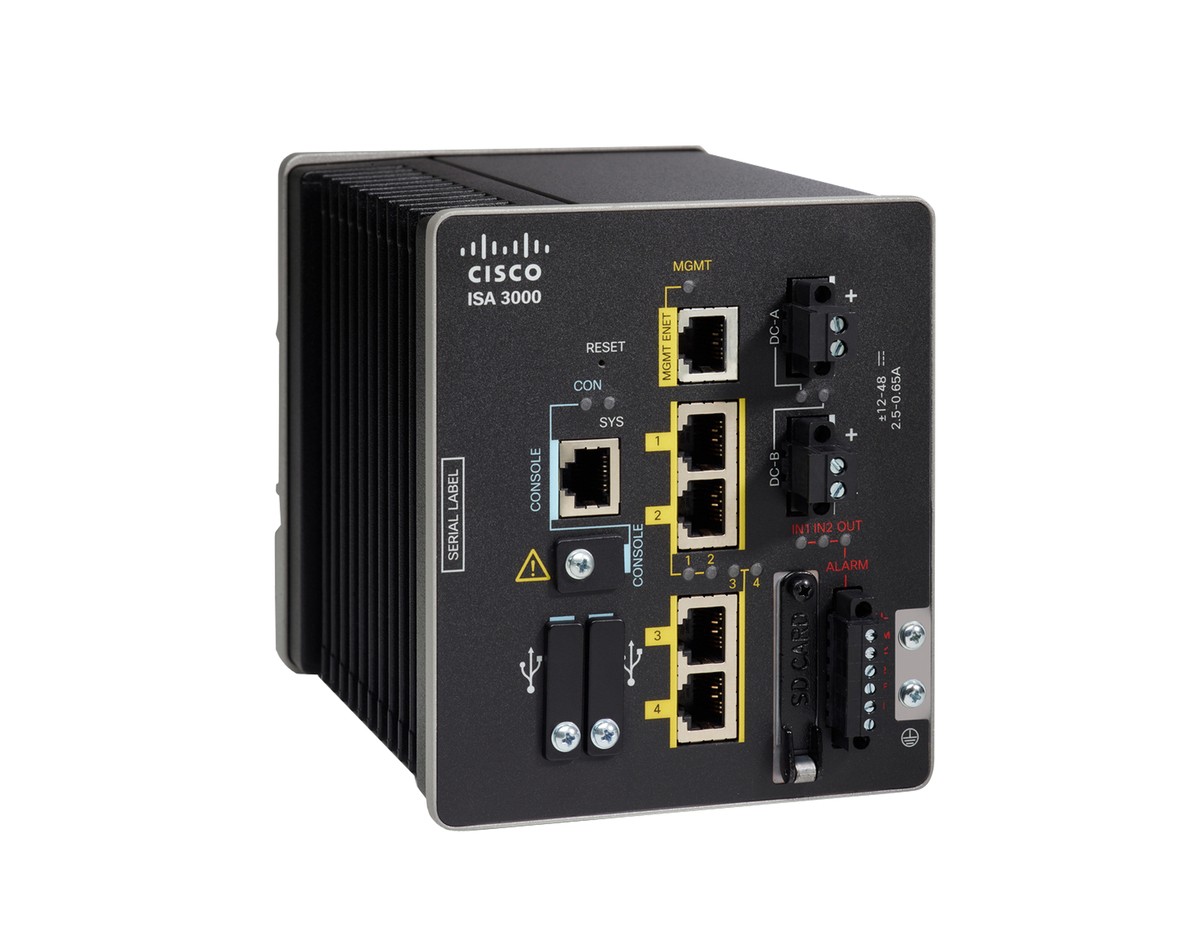 CISCO
ISA 3000
MGMT
MGMT ENET
RESET
CON
SYS
CONSOLE
CONSOLE
SERIAL LABEL
1
2
1
2
3
4
3
4
DC-A
+
DC-B
+
±12-48
2.5-0.65A
IN1 IN2 OUT
ALARM
SD CARD